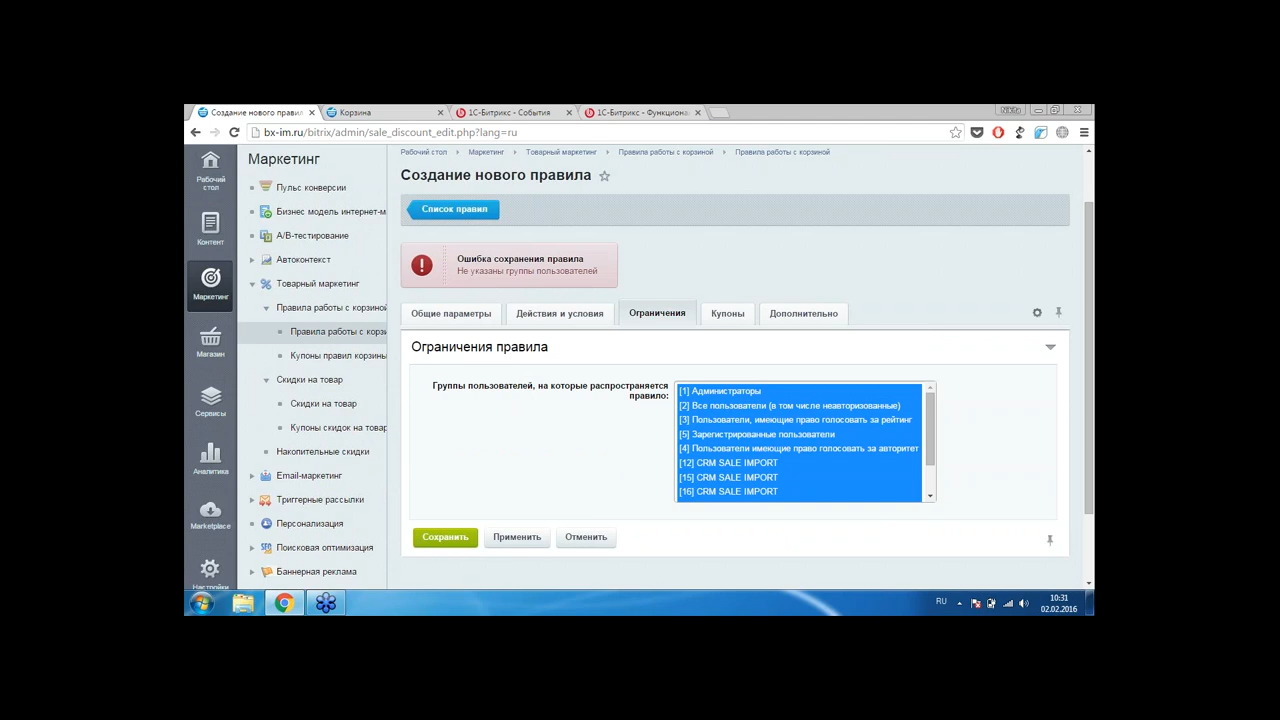 Создание нового правил
Корзина
1С-Битрикс - События
1С-Битрикс - Функционал
Nikita
bx-im.ru/bitrix/admin/sale_discount_edit.php?lang=ru
Рабочий стол
Контент
Маркетинг
Магазин
Сервисы
Аналитика
Marketplace
Настройки
Маркетинг
Пульс конверсии
Бизнес модель интернет-м
A/B-тестирование
Автоконтекст
Товарный маркетинг
Правила работы с корзиной
Правила работы с корзи
Купоны правил корзины
Скидки на товар
Скидки на товар
Купоны скидок на товар
Накопительные скидки
Email-маркетинг
Триггерные рассылки
Персонализация
Поисковая оптимизация
Баннерная реклама
Рабочий стол Маркетинг Товарный маркетинг Правила работы с корзиной Правила работы с корзиной
Создание нового правила
Список правил
Ошибка сохранения правила
Не указаны группы пользователей
Общие параметры Действия и условия Ограничения Купоны Дополнительно
Ограничения правила
Группы пользователей, на которые распространяется
правило:
[1] Администраторы
[2] Все пользователи (в том числе неавторизованные)
[3] Пользователи, имеющие право голосовать за рейтинг
[5] Зарегистрированные пользователи
[4] Пользователи имеющие право голосовать за авторитет
[12] CRM SALE IMPORT
[15] CRM SALE IMPORT
[16] CRM SALE IMPORT
Сохранить Применить Отменить
RU
10:31
02.02.2016